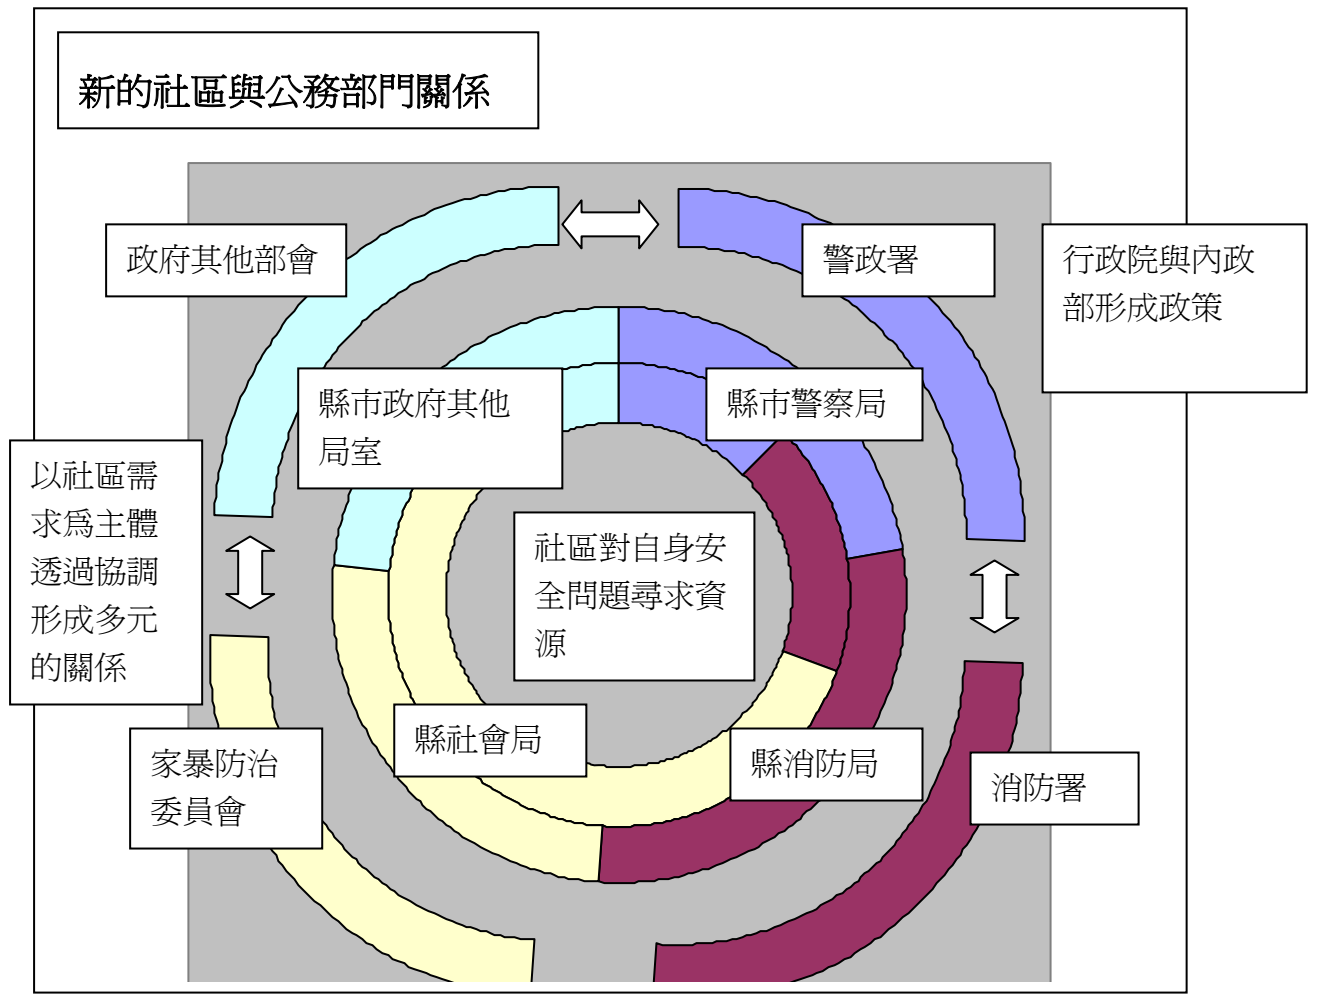 新的社區與公務部門關係
政府其他部會
警政署
行政院與內政
部形成政策
縣市政府其他
局室
縣市警察局
以社區需
求為主體
透過協調
形成多元
的關係
社區對自身安
全問題尋求資
源
縣社會局
縣消防局
家暴防治
委員會
消防署